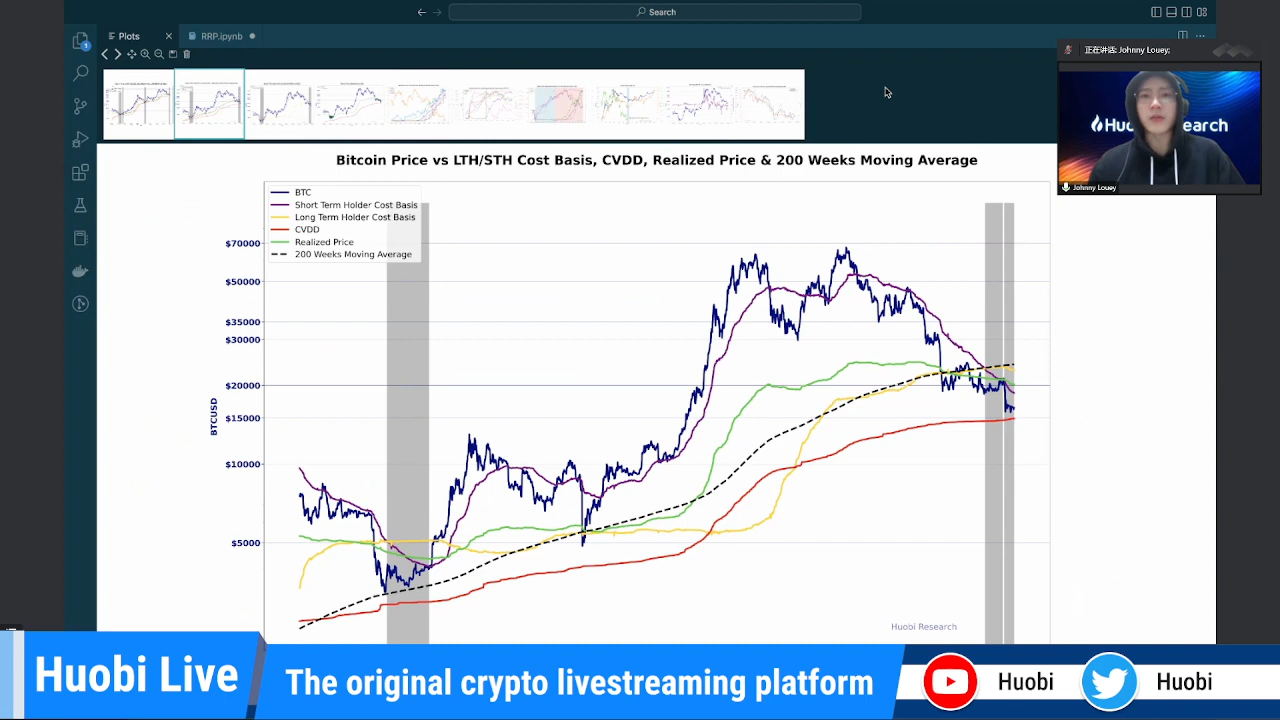 Search
Plots
RRP.ipynb
1
正在讲话: Johnny Louey;
Huo search
Johnny Louey
Bitcoin Price vs LTH/STH Cost Basis, CVDD, Realized Price & 200 Weeks Moving Average
BTC
Short Term Holder Cost Basis
Long Term Holder Cost Basis
CVDD
Realized Price
200 Weeks Moving Average
$70000
$50000
$35000
$30000
$20000
$15000
$10000
$5000
BTCUSD
Huobi Research
Huobi Live
The original crypto livestreaming platform
Huobi
Huobi